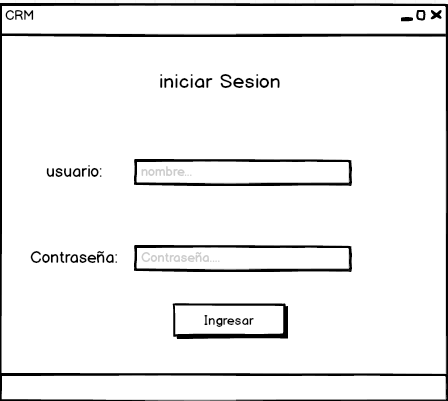 CRM
iniciar Sesion
usuario:
nombre...
Contraseña:
Contraseña....
Ingresar